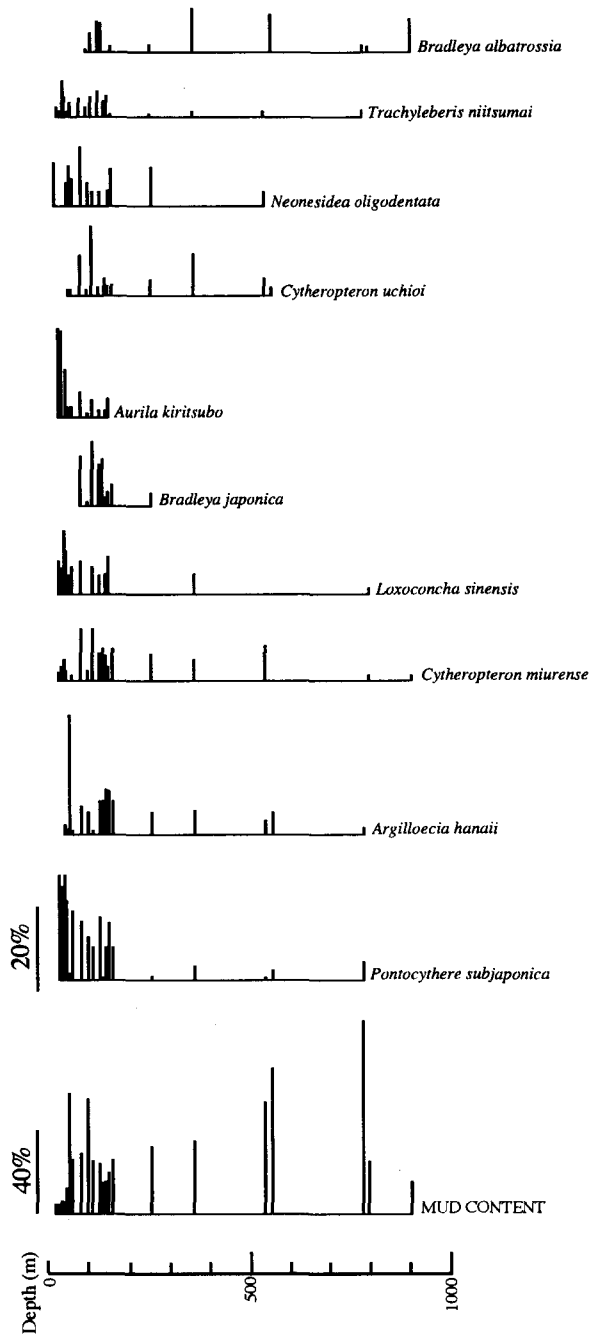 Bradleya albatrossia
Trachyleberis niitsumai
Neonesidea oligodentata
Cytheropteron uchioi
Aurila kiritsubo
Bradleya japonica
Loxoconcha sinensis
Cytheropteron miurense
Argilloecia hanaii
20%
Pontocythere subjaponica
40%
MUD CONTENT
Depth (m)
0
500
1000